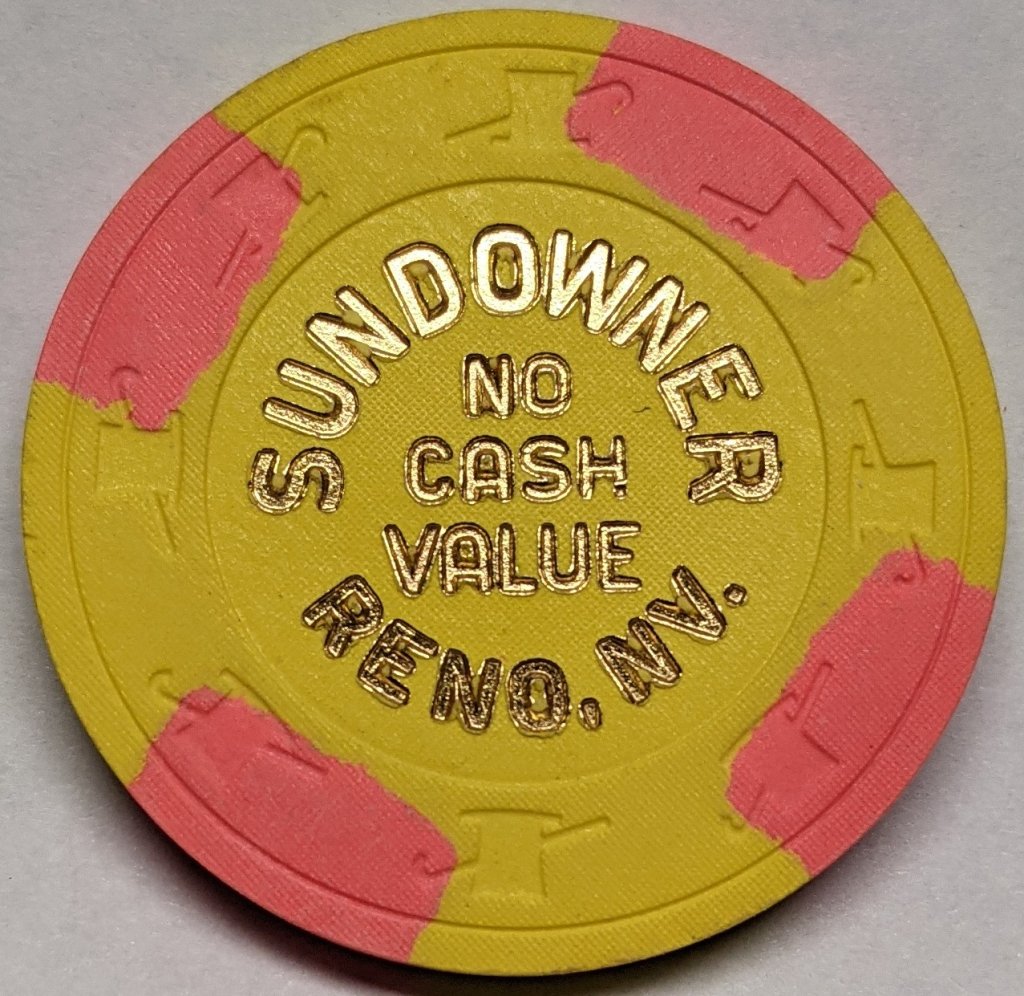 SUNDOWNER
NO
CASH
VALUE
RENO, NV.